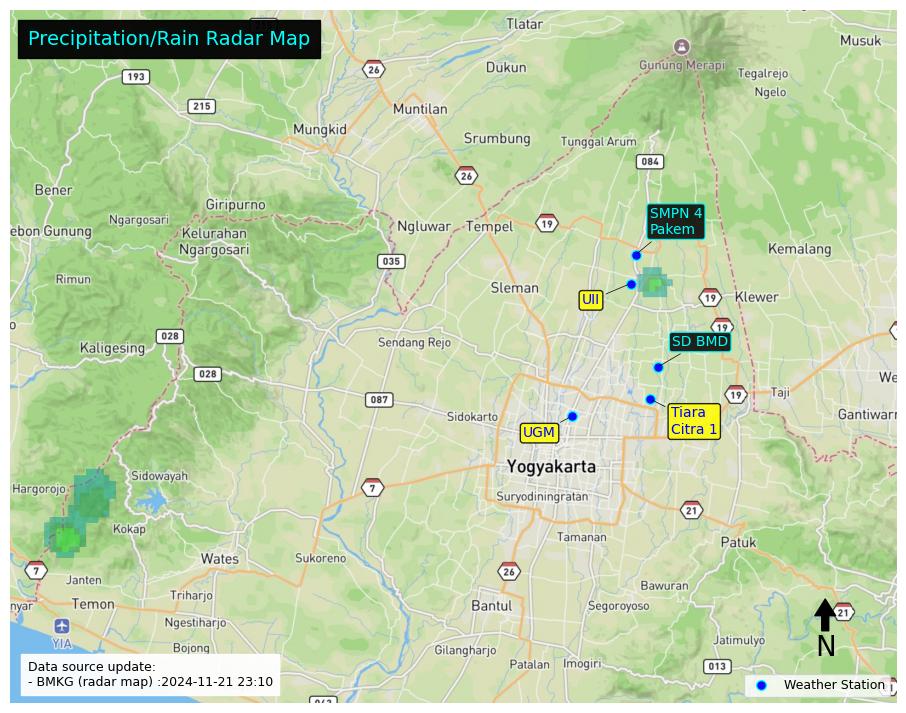 Precipitation/Rain Radar Map
Tlatar
Musuk
26
Dukun
Gunung Merapi
Tegalrejo
193
Ngelo
215
Muntilan
Mungkid
Srumbung
Tunggal Arum
084
26
Bener
Giripurno
SMPN 4
Pakem
Ngargosari
Ngluwar
Tempel
19
ebon Gunung
Kelurahan
Ngargosari
Kemalang
035
Rimun
Sleman
UII
19
Klewer
19
028
Sendang Rejo
SD BMD
Kaligesing
028
We
087
19
Taji
Sidokarto
Tiara
Citra 1
Gantiwarn
UGM
Yogyakarta
Sidowayah
Hargorojo
7
Suryodiningratan
21
Kokap
Tamanan
Patuk
Wates
Sukoreno
7
26
Janten
Bawuran
Triharjo
nyar
Temon
Bantul
Segoroyoso
21
Ngestiharjo
YIA
N
Bojong
Gilangharjo
Jatimulyo
Patalan
Imogiri
013
Data source update:
- BMKG (radar map) :2024-11-21 23:10
Weather Station